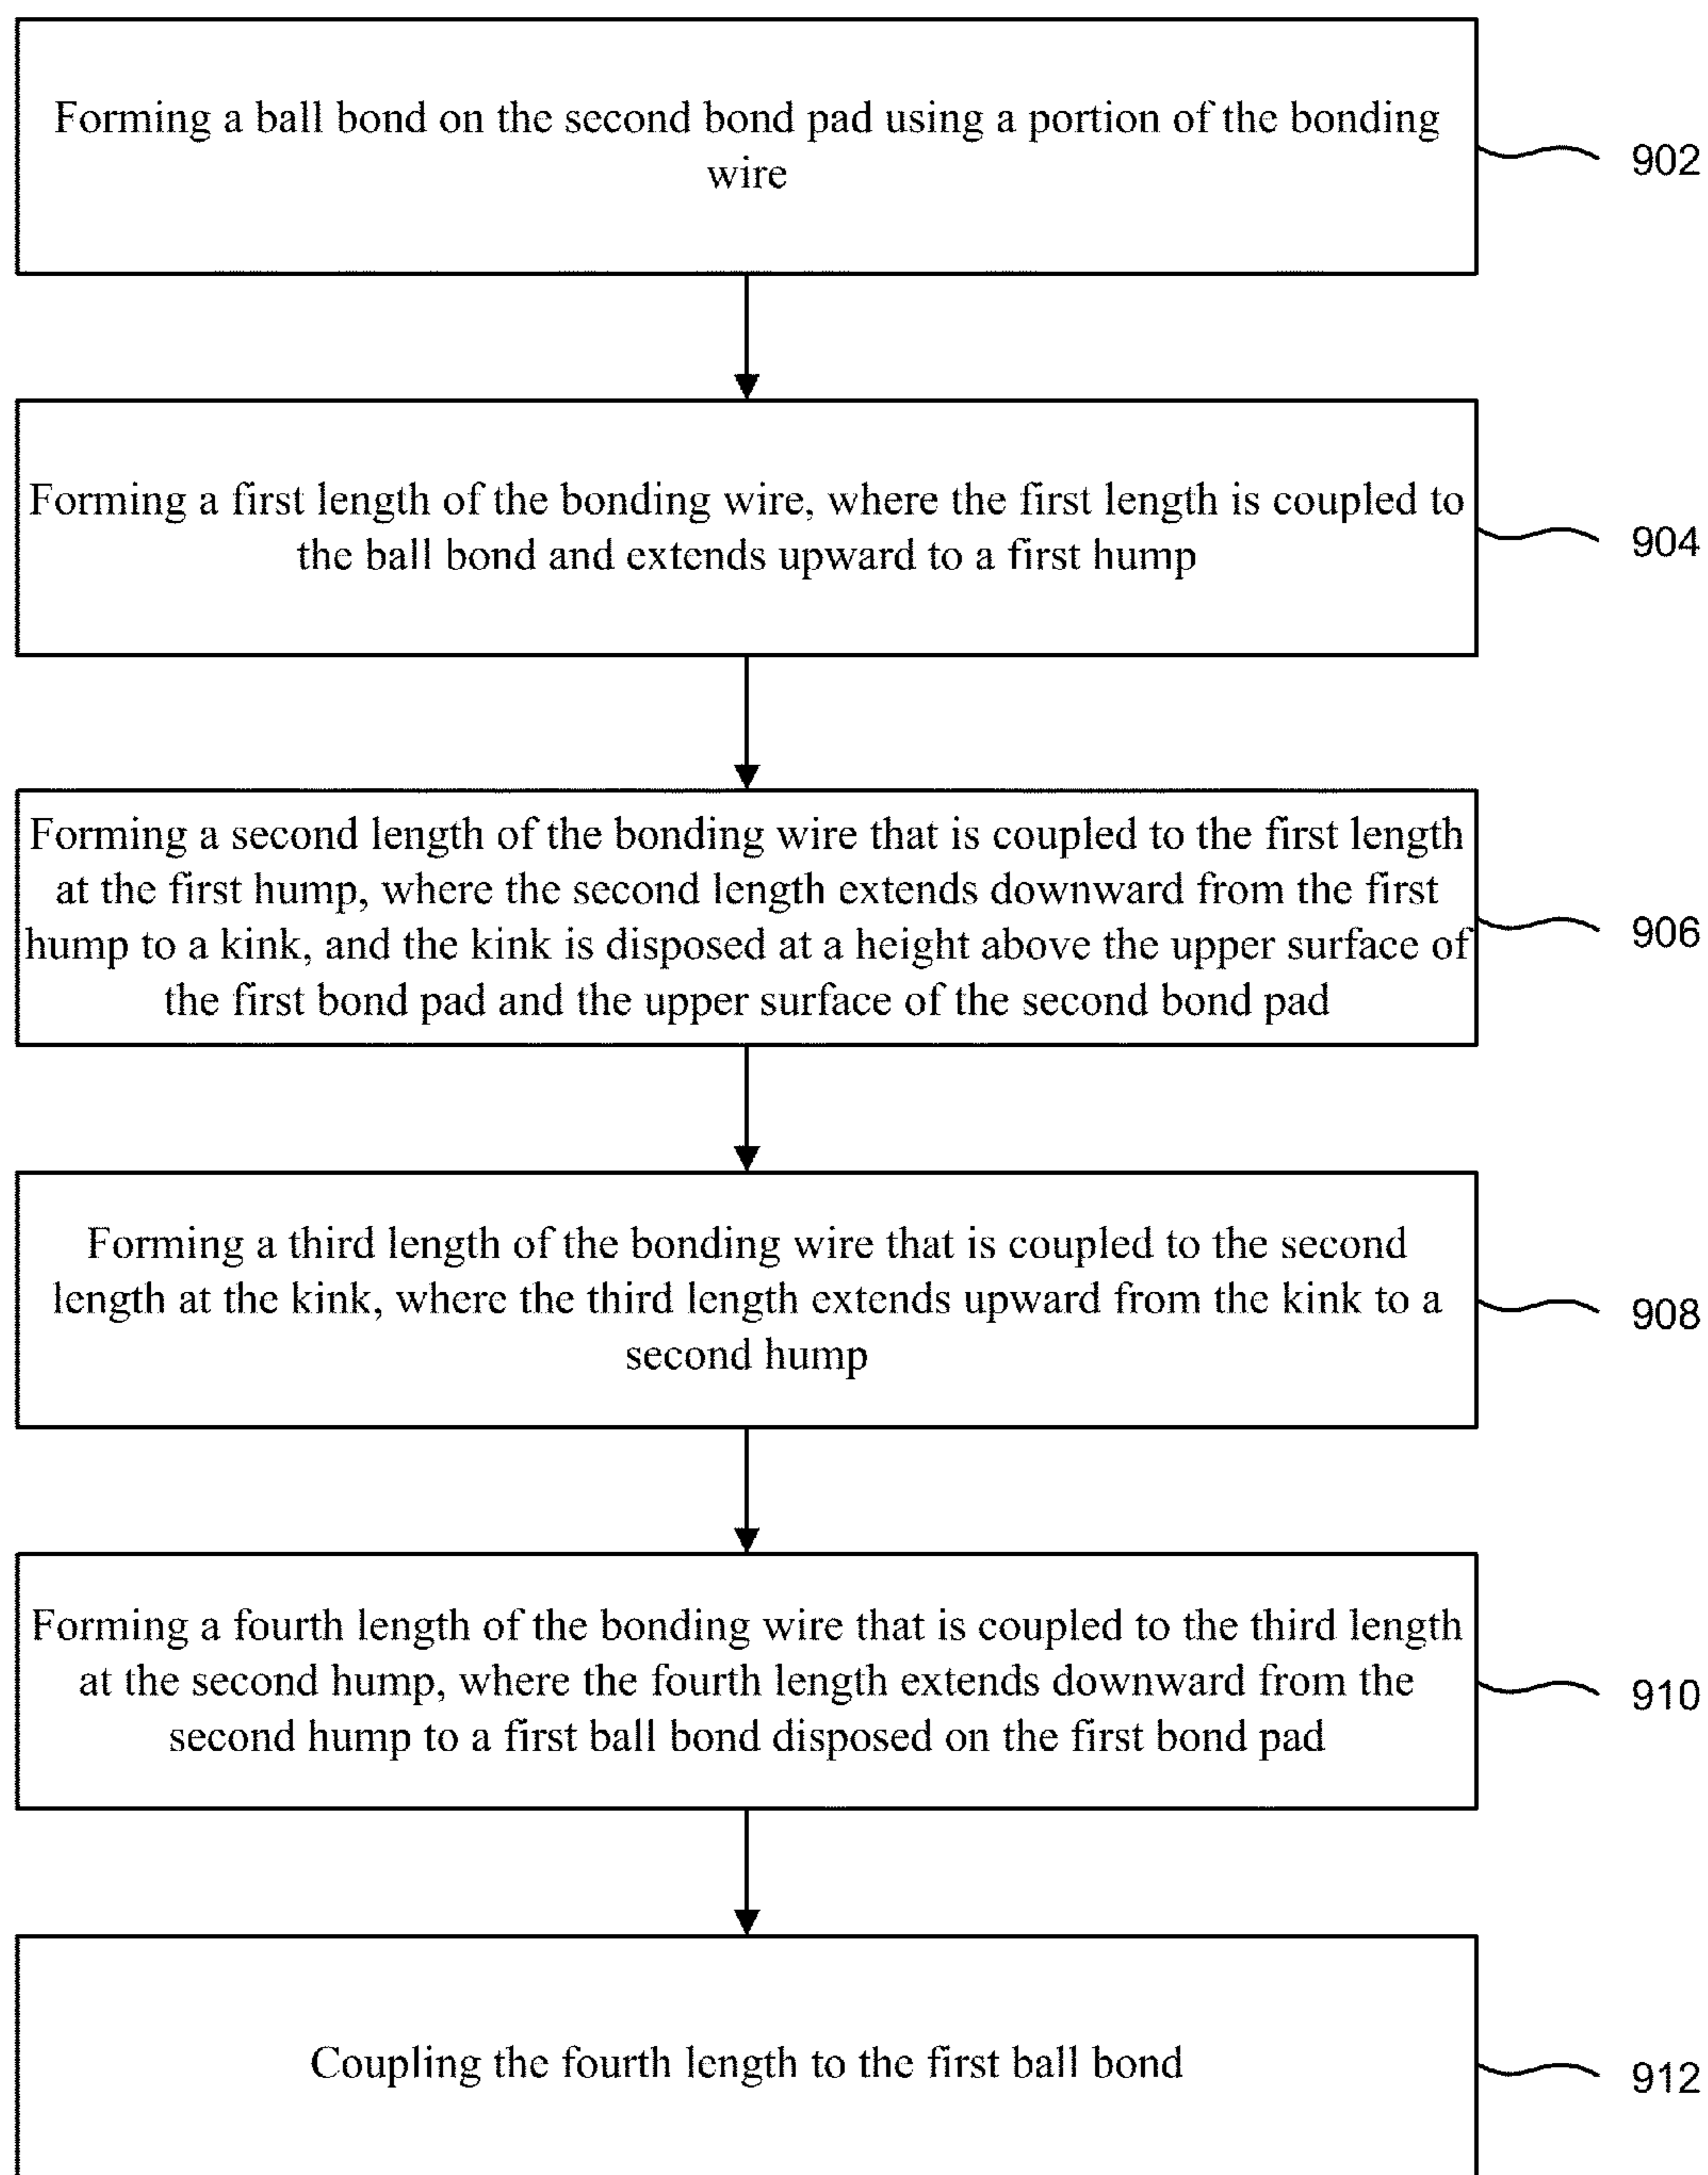 Forming a ball bond on the second bond pad using a portion of the bonding
wire
902
Forming a first length of the bonding wire, where the first length is coupled to
the ball bond and extends upward to a first hump
904
Forming a second length of the bonding wire that is coupled to the first length
at the first hump, where the second length extends downward from the first
hump to a kink, and the kink is disposed at a height above the upper surface of
the first bond pad and the upper surface of the second bond pad
906
Forming a third length of the bonding wire that is coupled to the second
length at the kink, where the third length extends upward from the kink to a
second hump
908
Forming a fourth length of the bonding wire that is coupled to the third length
at the second hump, where the fourth length extends downward from the
second hump to a first ball bond disposed on the first bond pad
910
Coupling the fourth length to the first ball bond
912